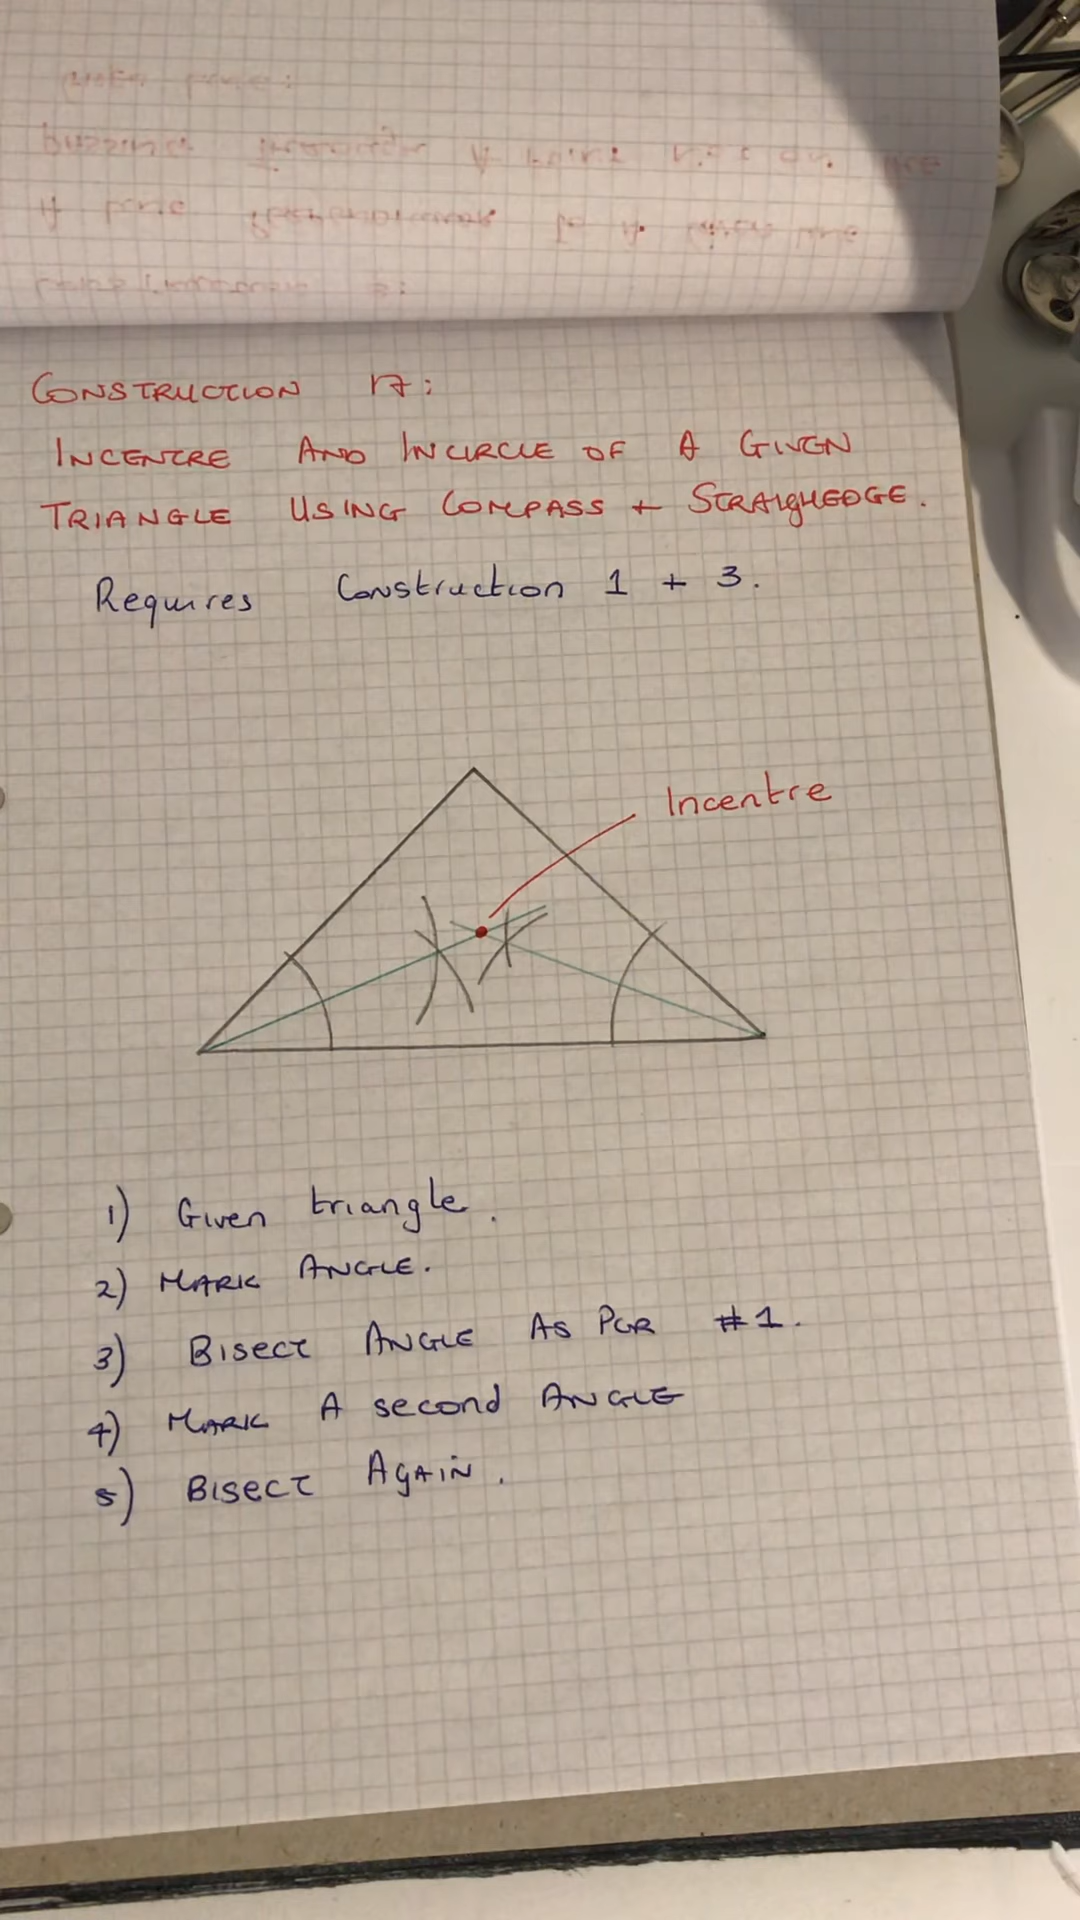 CONSTRUCTION 17:
INCENTRE AND INCIRCLE OF A GIVEN
TRIANGLE USING COMPASS + STRAIGHEDGE.
Requires Construction 1 + 3.
Incentre
1) Given triangle.
2) MARK ANGLE.
3) BISECT ANGLE AS PER #1.
4) MARK A second ANGLE
5) BISECT AGAIN.